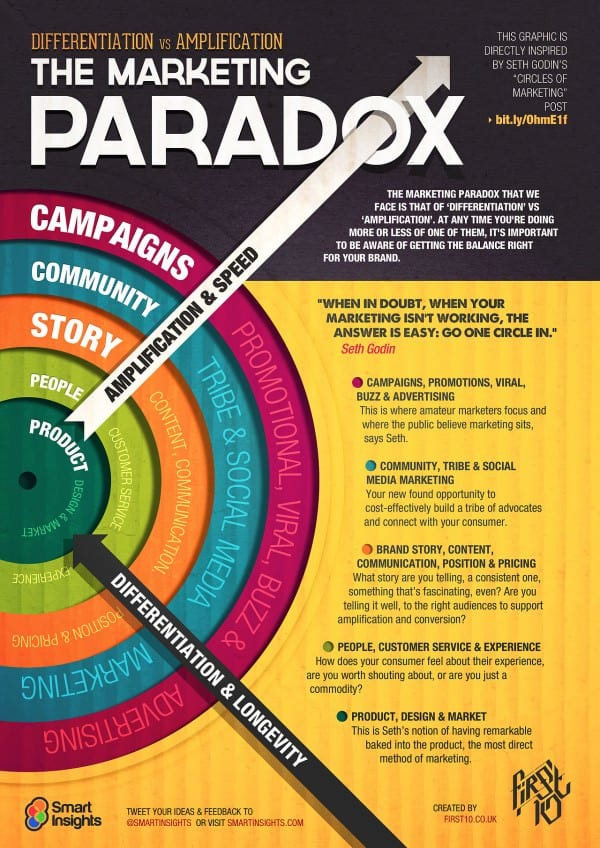 DIFFERENTIATION vs AMPLIFICATION
THE MARKETING
PARADOX
THIS GRAPHIC IS
DIRECTLY INSPIRED
BY SETH GODIN'S
"CIRCLES OF
MARKETING"
POST
bit.ly/OhmE1f
THE MARKETING PARADOX THAT WE
FACE IS THAT OF 'DIFFERENTIATION' VS
'AMPLIFICATION'. AT ANY TIME YOU'RE DOING
MORE OR LESS OF ONE OF THEM, IT'S IMPORTANT
TO BE AWARE OF GETTING THE BALANCE RIGHT
FOR YOUR BRAND.
CAMPAIGNS
COMMUNITY
STORY
PEOPLE
PRODUCT
AMPLIFICATION & SPEED
PROMOTIONAL, VIRAL, BUZZ &
ADVERTISING
TRIBE & SOCIAL MEDIA
MARKETING
CONTENT, COMMUNICATION,
POSITION & PRICING
CUSTOMER SERVICE
EXPERIENCE
DESIGN & MARKET
DIFFERENTIATION & LONGEVITY
"WHEN IN DOUBT, WHEN YOUR
MARKETING ISN'T WORKING, THE
ANSWER IS EASY: GO ONE CIRCLE IN."
Seth Godin
CAMPAIGNS, PROMOTIONS, VIRAL,
BUZZ & ADVERTISING
This is where amateur marketers focus and
where the public believe marketing sits,
says Seth.
COMMUNITY, TRIBE & SOCIAL
MEDIA MARKETING
Your new found opportunity to
cost-effectively build a tribe of advocates
and connect with your consumer.
BRAND STORY, CONTENT,
COMMUNICATION, POSITION & PRICING
What story are you telling, a consistent one,
something that's fascinating, even? Are you
telling it well, to the right audiences to support
amplification and conversion?
PEOPLE, CUSTOMER SERVICE & EXPERIENCE
How does your consumer feel about their experience,
are you worth shouting about, or are you just a
commodity?
PRODUCT, DESIGN & MARKET
This is Seth's notion of having remarkable
baked into the product, the most direct
method of marketing.
Smart
Insights
TWEET YOUR IDEAS & FEEDBACK TO
@SMARTINSIGHTS OR VISIT SMARTINSIGHTS.COM
CREATED BY
FIRST10.CO.UK
FIRST
10